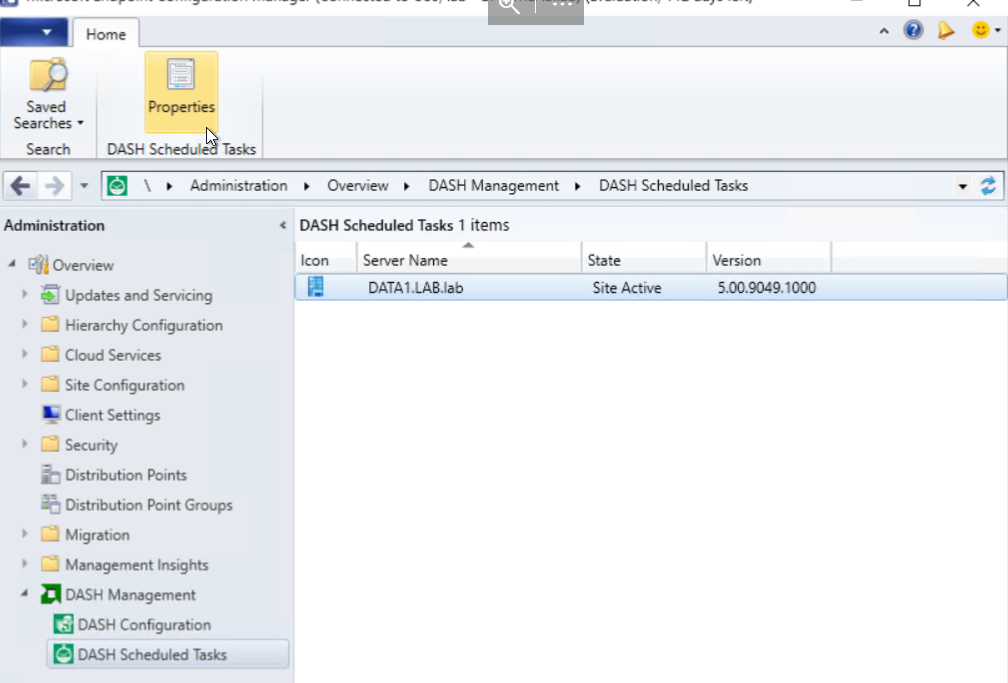 Home
Saved
Searches
Properties
Search
DASH Scheduled Tasks
\ Administration Overview DASH Management DASH Scheduled Tasks
Administration
DASH Scheduled Tasks 1 items
Icon Server Name State Version
DATA1.LAB.lab Site Active 5.00.9049.1000
Overview
Updates and Servicing
Hierarchy Configuration
Cloud Services
Site Configuration
Client Settings
Security
Distribution Points
Distribution Point Groups
Migration
Management Insights
DASH Management
DASH Configuration
DASH Scheduled Tasks